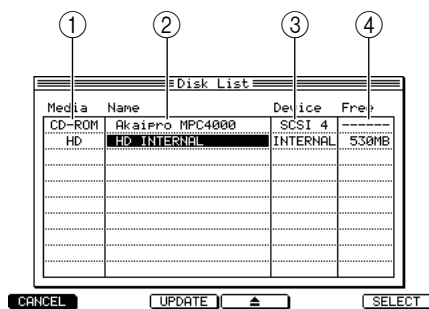 1 2 3 4
Disk List
Media Name Device Free
CD-ROM Akaipro MPC4000 SCSI 4 ------
HD HD INTERNAL INTERNAL 530MB
CANCEL UPDATE ▲ SELECT